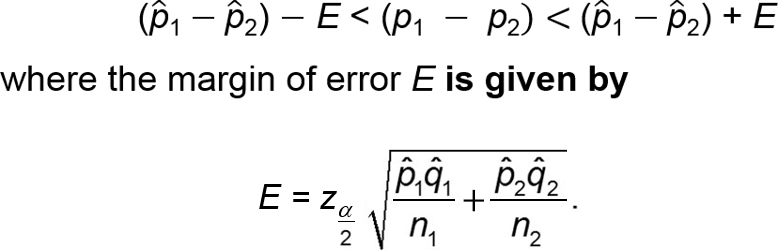 (p̂₁ − p̂₂) − E < (p₁ − p₂) < (p̂₁ − p̂₂) + E
where the margin of error E is given by
E = z_{α/2} √(p̂₁q̂₁/n₁ + p̂₂q̂₂/n₂).